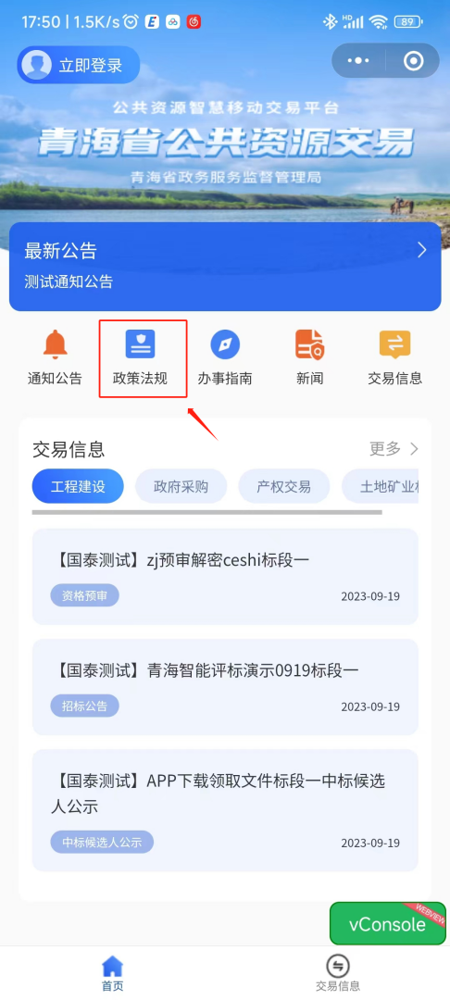 17:50 | 1.5K/s
HD
89
立即登录
公共资源智慧移动交易平台
青海省公共资源交易
青海省政务服务监督管理局
最新公告
测试通知公告
通知公告
政策法规
办事指南
新闻
交易信息
交易信息
更多
工程建设
政府采购
产权交易
土地矿业
【国泰测试】zj预审解密ceshi标段一
资格预审
2023-09-19
【国泰测试】青海智能评标演示0919标段一
招标公告
2023-09-19
【国泰测试】APP下载领取文件标段一中标候选
人公示
中标候选人公示
2023-09-19
WEBVIEW
vConsole
首页
交易信息